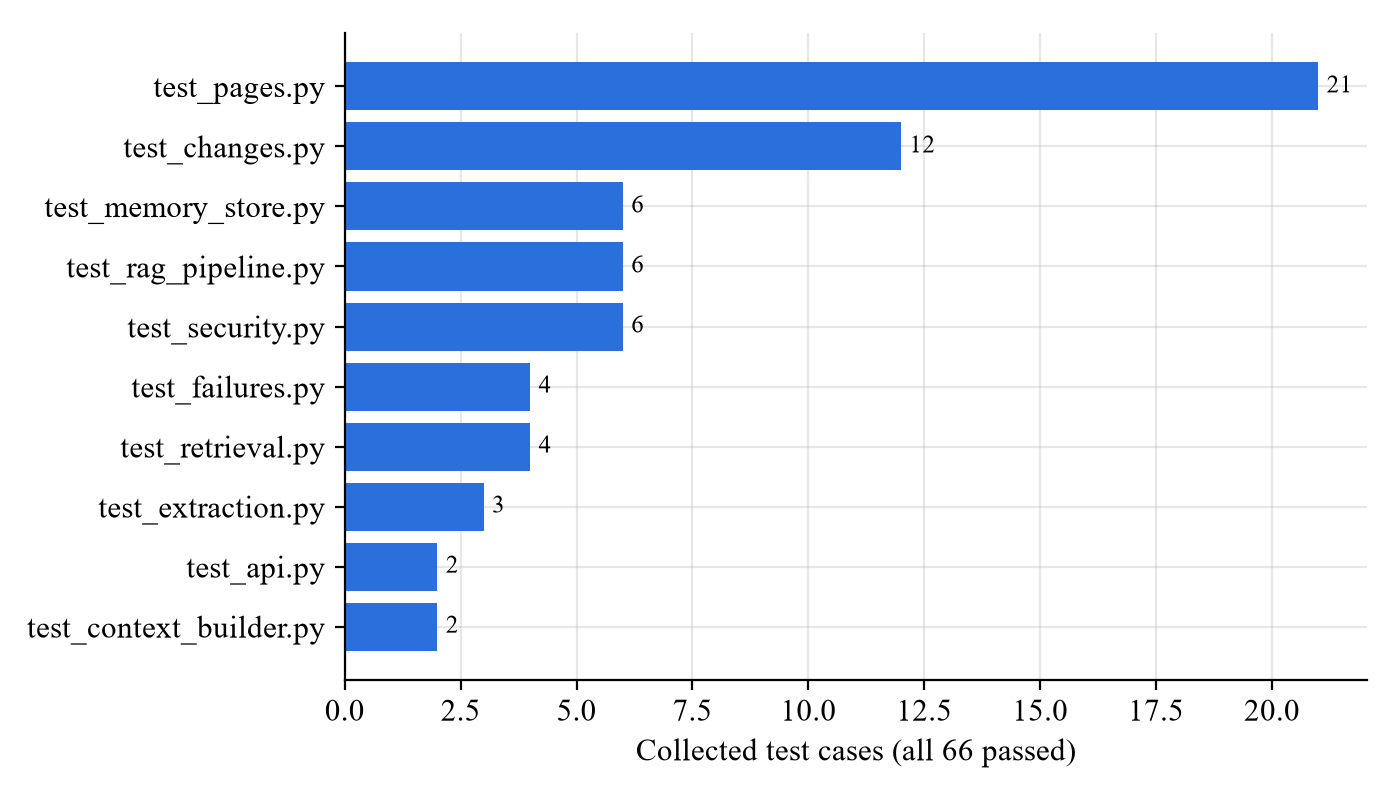 test_pages.py 21
test_changes.py 12
test_memory_store.py 6
test_rag_pipeline.py 6
test_security.py 6
test_failures.py 4
test_retrieval.py 4
test_extraction.py 3
test_api.py 2
test_context_builder.py 2
0.0 2.5 5.0 7.5 10.0 12.5 15.0 17.5 20.0
Collected test cases (all 66 passed)